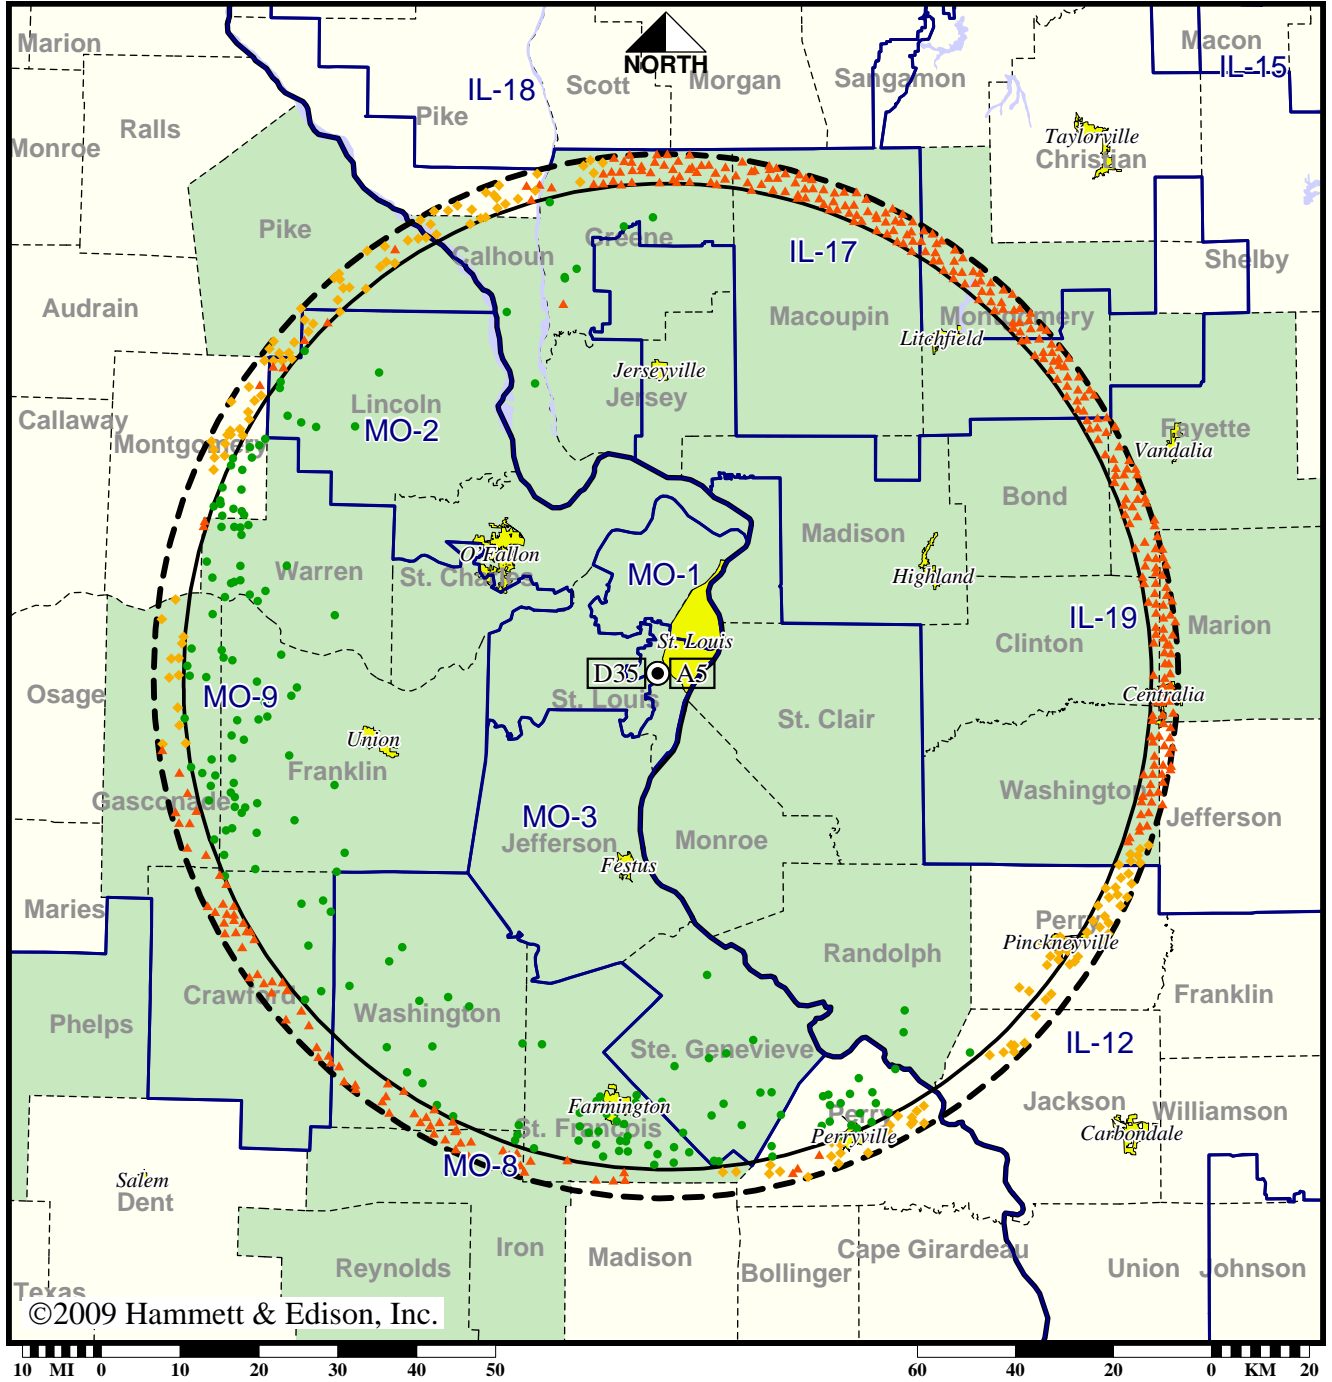 Marion
Macon
IL-15
NORTH
Scott
Morgan
Sangamon
IL-18
Pike
Ralls
Monroe
Taylorville
Christian
Pike
Greene
Calhoun
IL-17
Shelby
Audrain
Macoupin
Montgomery
Litchfield
Jerseyville
Jersey
Lincoln
MO-2
Callaway
Montgomery
Fayette
Vandalia
Bond
Madison
O'Fallon
St. Charles
Warren
MO-1
Highland
IL-19
Marion
Clinton
St. Louis
D35
A5
St. Louis
Osage
MO-9
Centralia
St. Clair
Union
Franklin
Gasconade
Washington
Jefferson
MO-3
Jefferson
Monroe
Festus
Maries
Perry
Pinckneyville
Randolph
Crawford
Washington
Franklin
Phelps
Ste. Genevieve
IL-12
Farmington
St. Francois
Perry
Perryville
Jackson
Williamson
Carbondale
MO-8
Salem
Dent
Iron
Madison
Cape Girardeau
Reynolds
Bollinger
Union
Johnson
Texas
©2009 Hammett & Edison, Inc.
10 MI 0 10 20 30 40 50
60 40 20 0 KM 20